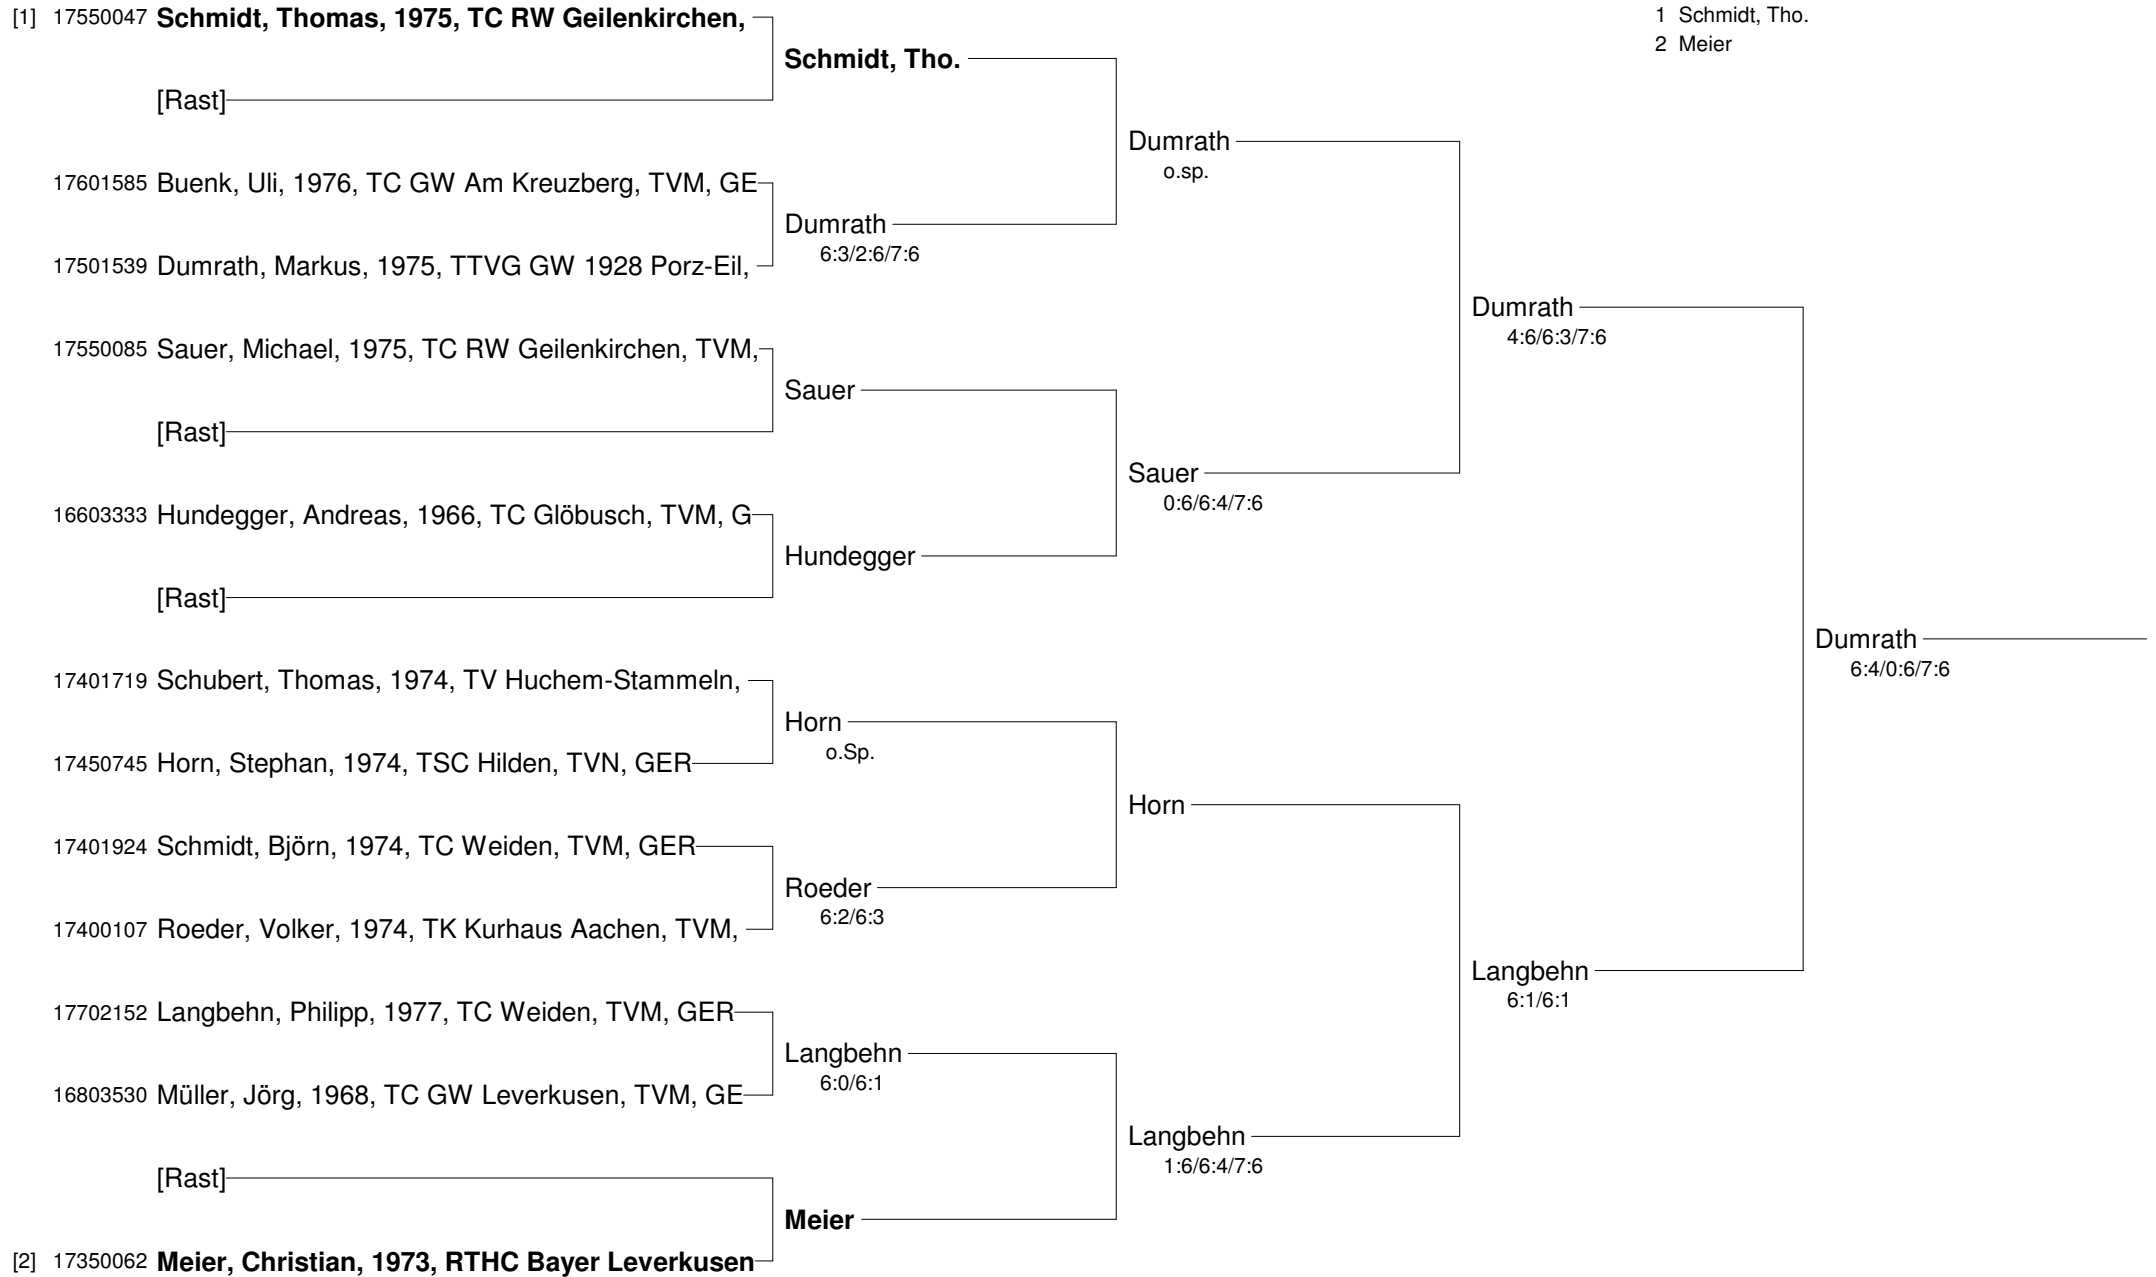 [1] 17550047 Schmidt, Thomas, 1975, TC RW Geilenkirchen,
1 Schmidt, Tho.
2 Meier
Schmidt, Tho.
[Rast]
Dumrath
o.sp.
17601585 Buenk, Uli, 1976, TC GW Am Kreuzberg, TVM, GE
Dumrath
6:3/2:6/7:6
17501539 Dumrath, Markus, 1975, TTVG GW 1928 Porz-Eil,
Dumrath
4:6/6:3/7:6
17550085 Sauer, Michael, 1975, TC RW Geilenkirchen, TVM,
Sauer
[Rast]
Sauer
0:6/6:4/7:6
16603333 Hundegger, Andreas, 1966, TC Glöbusch, TVM, G
Hundegger
[Rast]
Dumrath
6:4/0:6/7:6
17401719 Schubert, Thomas, 1974, TV Huchem-Stammeln,
Horn
o.Sp.
17450745 Horn, Stephan, 1974, TSC Hilden, TVN, GER
Horn
17401924 Schmidt, Björn, 1974, TC Weiden, TVM, GER
Roeder
6:2/6:3
17400107 Roeder, Volker, 1974, TK Kurhaus Aachen, TVM,
Langbehn
6:1/6:1
17702152 Langbehn, Philipp, 1977, TC Weiden, TVM, GER
Langbehn
6:0/6:1
16803530 Müller, Jörg, 1968, TC GW Leverkusen, TVM, GE
Langbehn
1:6/6:4/7:6
[Rast]
Meier
[2] 17350062 Meier, Christian, 1973, RTHC Bayer Leverkusen